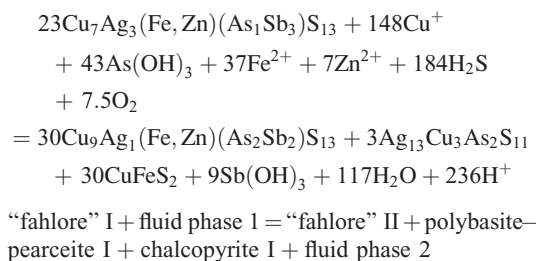 23Cu₇Ag₃(Fe, Zn)(As₁Sb₃)S₁₃ + 148Cu⁺
+ 43As(OH)₃ + 37Fe²⁺ + 7Zn²⁺ + 184H₂S
+ 7.5O₂
= 30Cu₉Ag₁(Fe, Zn)(As₂Sb₂)S₁₃ + 3Ag₁₃Cu₃As₂S₁₁
+ 30CuFeS₂ + 9Sb(OH)₃ + 117H₂O + 236H⁺
“fahlore” I + fluid phase 1 = “fahlore” II + polybasite–
pearceite I + chalcopyrite I + fluid phase 2